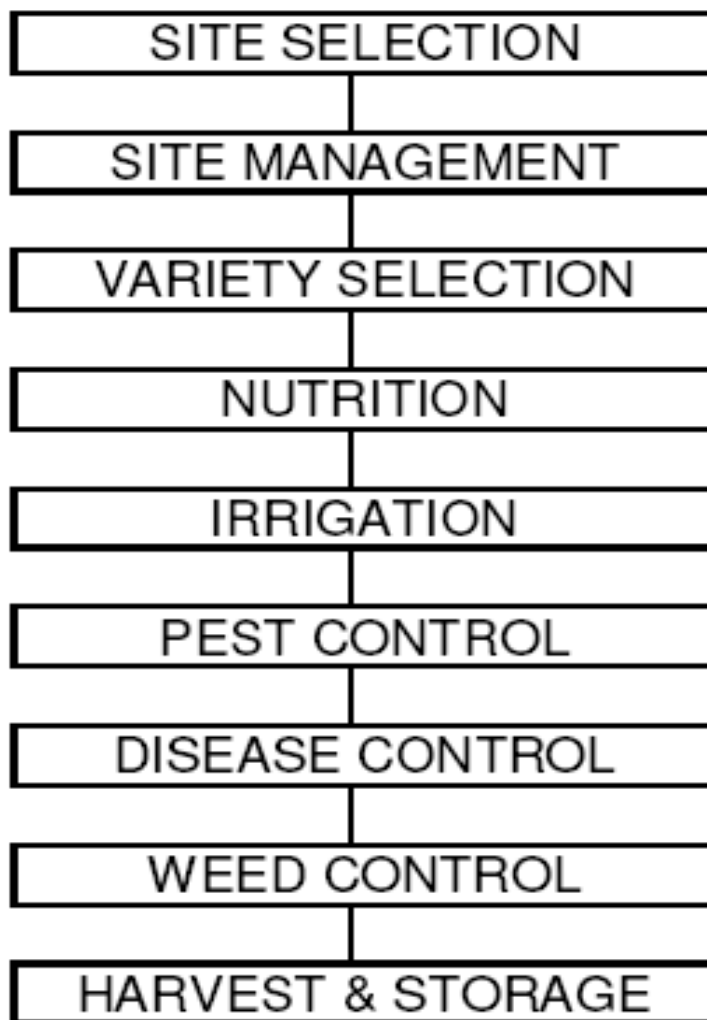 SITE SELECTION
SITE MANAGEMENT
VARIETY SELECTION
NUTRITION
IRRIGATION
PEST CONTROL
DISEASE CONTROL
WEED CONTROL
HARVEST & STORAGE